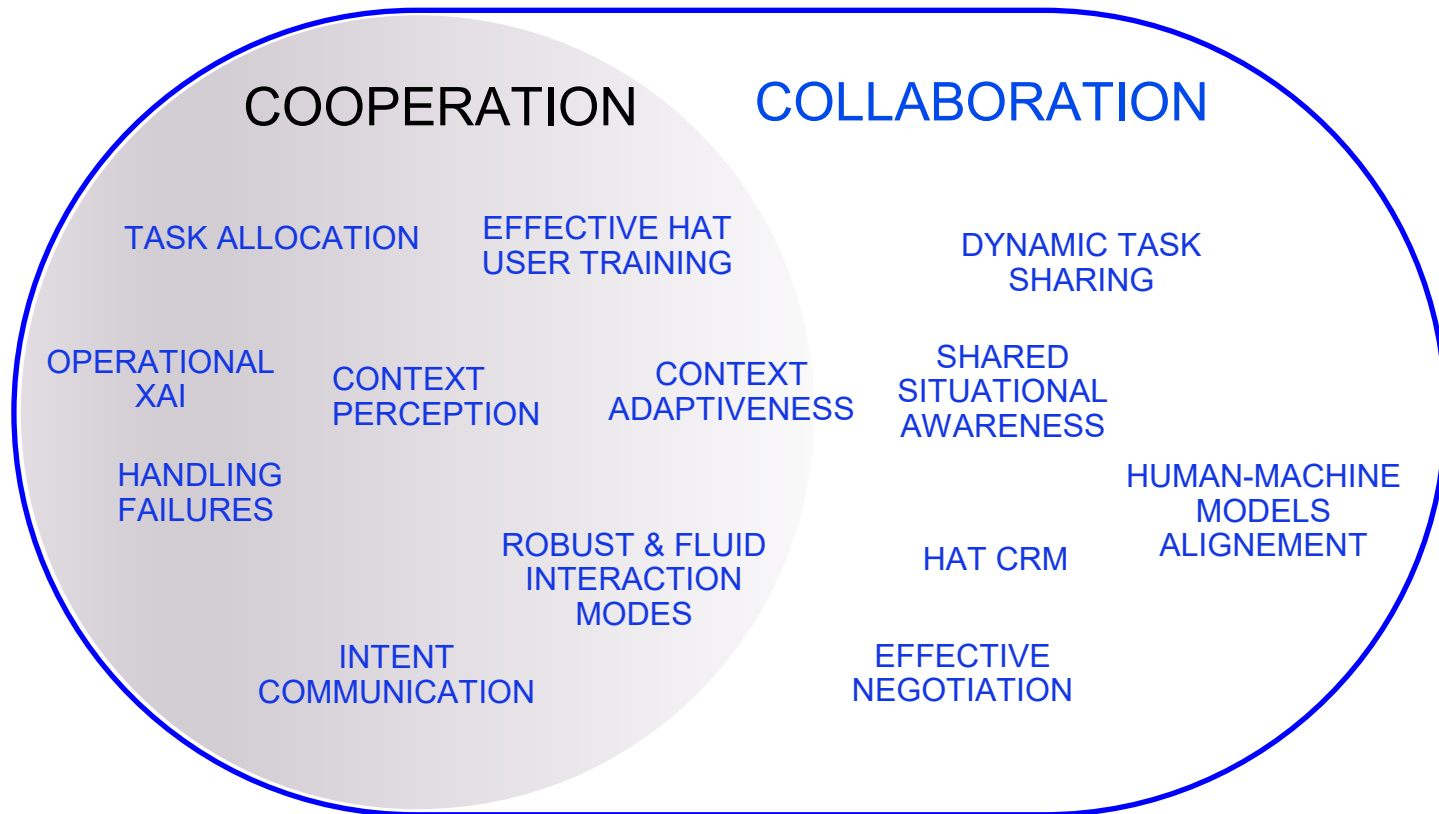 COOPERATION
COLLABORATION
TASK ALLOCATION
EFFECTIVE HAT
USER TRAINING
DYNAMIC TASK
SHARING
OPERATIONAL
XAI
CONTEXT
PERCEPTION
CONTEXT
ADAPTIVENESS
SHARED
SITUATIONAL
AWARENESS
HANDLING
FAILURES
HUMAN-MACHINE
MODELS
ALIGNEMENT
ROBUST & FLUID
INTERACTION
MODES
HAT CRM
INTENT
COMMUNICATION
EFFECTIVE
NEGOTIATION